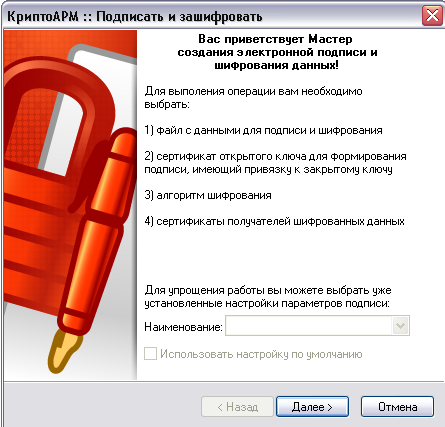 КриптоАРМ :: Подписать и зашифровать
Вас приветствует Мастер
создания электронной подписи и
шифрования данных!
Для выполения операции вам необходимо
выбрать:
1) файл с данными для подписи и шифрования
2) сертификат открытого ключа для формирования
подписи, имеющий привязку к закрытому ключу
3) алгоритм шифрования
4) сертификаты получателей шифрованных данных
Для упрощения работы вы можете выбрать уже
установленные настройки параметров подписи:
Наименование:
Использовать настройку по умолчанию
< Назад Далее > Отмена